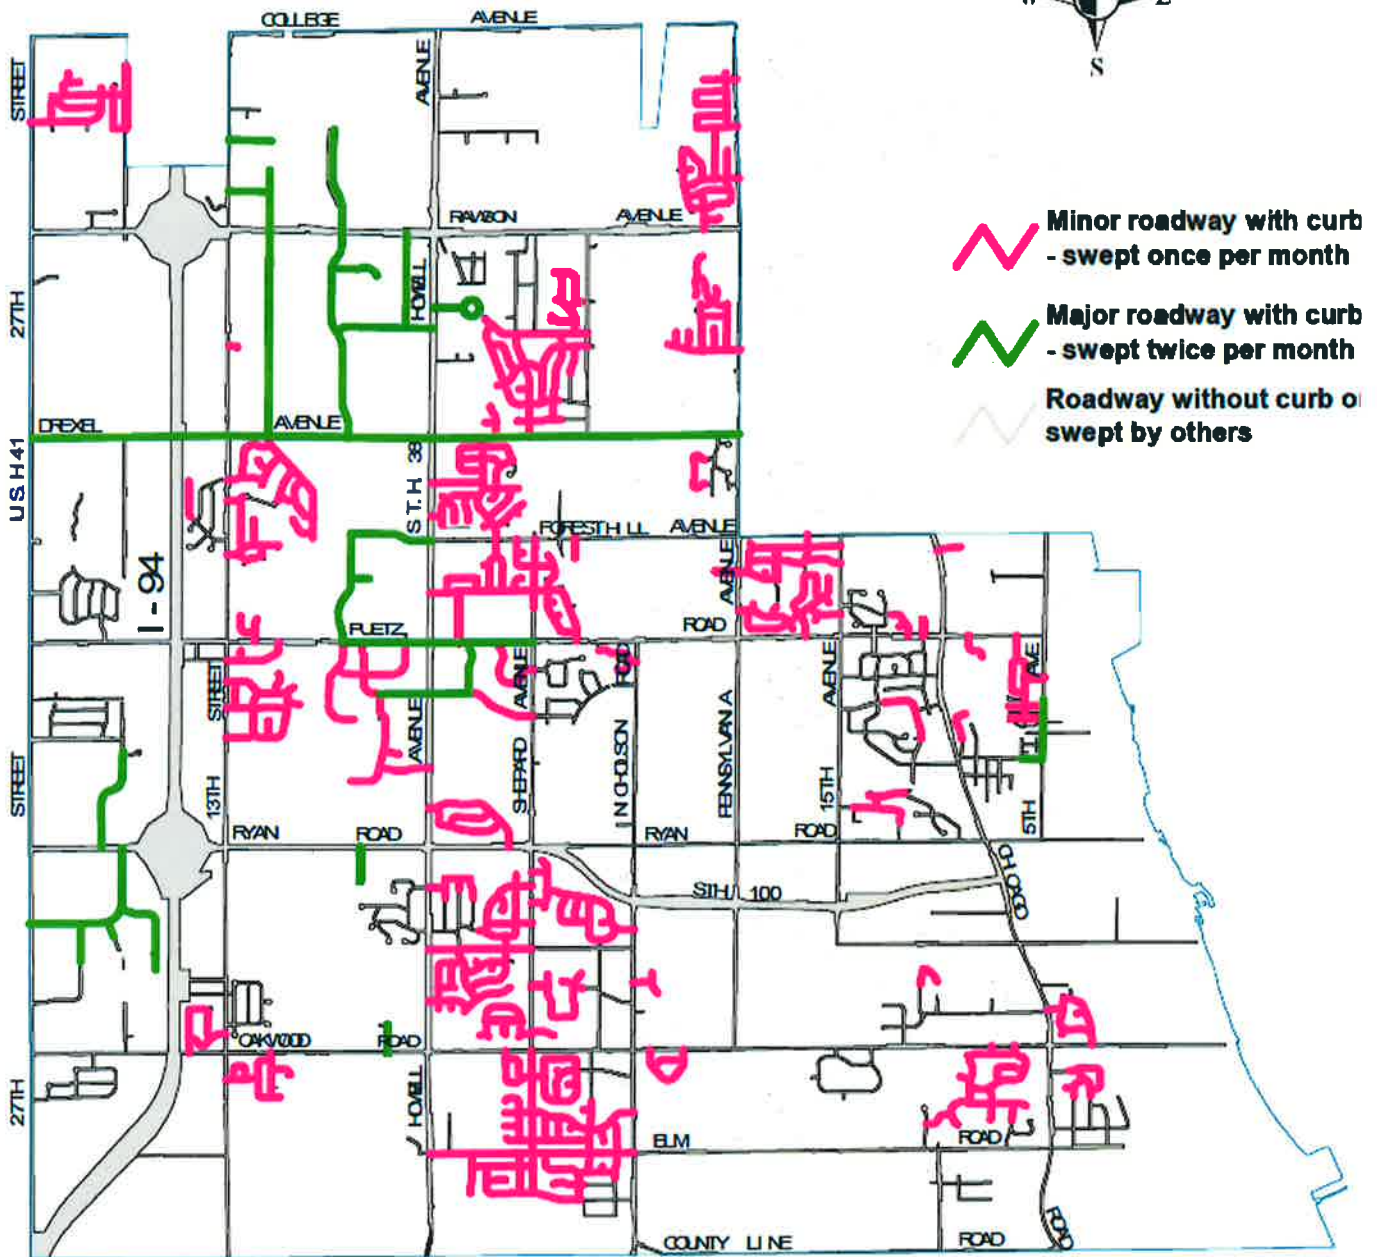 COLLEGE AVENUE
S
STREET
AVENUE
RAWSON AVENUE
Minor roadway with curb
- swept once per month
Major roadway with curb
- swept twice per month
Roadway without curb o
swept by others
27TH
HOWELL
DREXEL AVENUE
U.S. H 41
S.T.H. 38
FOREST HILL AVENUE
I - 94
AVENUE
PUETZ ROAD
STREET
13TH
AVENUE
AVENUE
SHEPARD
ROAD
NICHOLSON
PENNSYLVANIA
AVENUE
15TH
AVE
5TH
STREET
RYAN ROAD RYAN ROAD
CHICAGO
STH 100
OAKWOOD ROAD
27TH
HOWELL
ELM ROAD
ROAD
COUNTY LINE ROAD